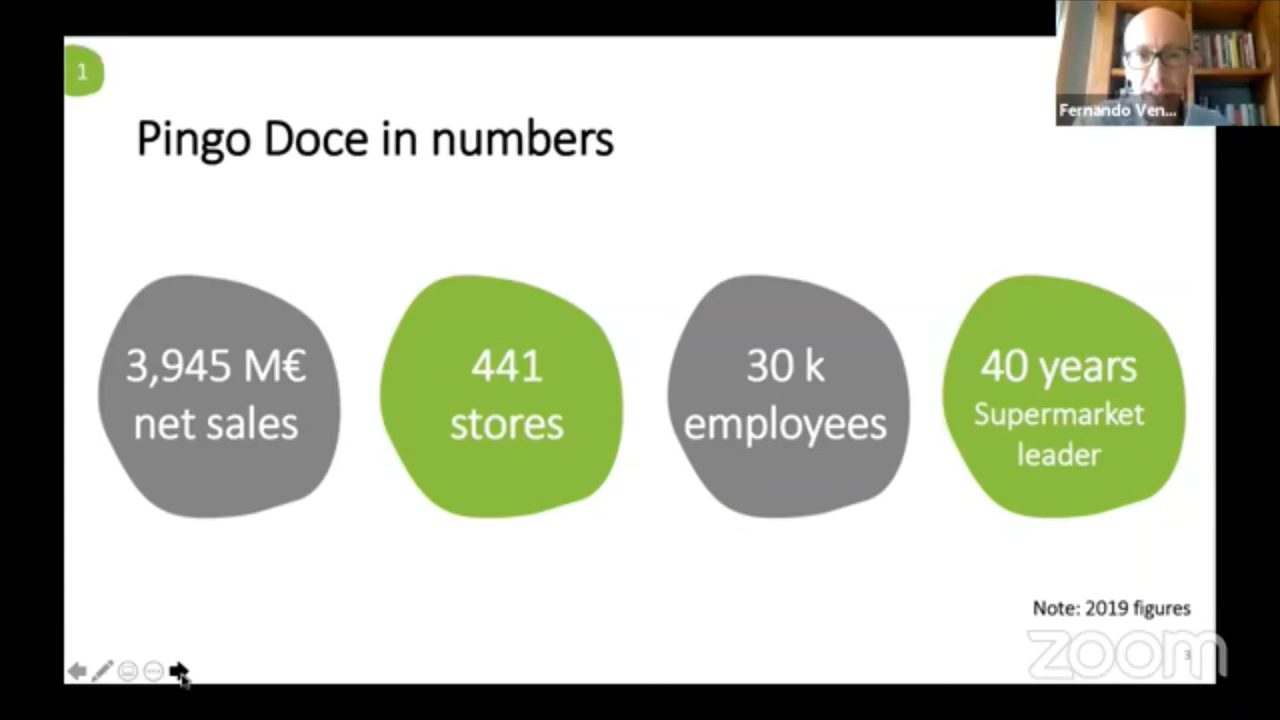 1
Fernando Ven...
Pingo Doce in numbers
3,945 M€
net sales
441
stores
30 k
employees
40 years
Supermarket
leader
Note: 2019 figures
zoom
3